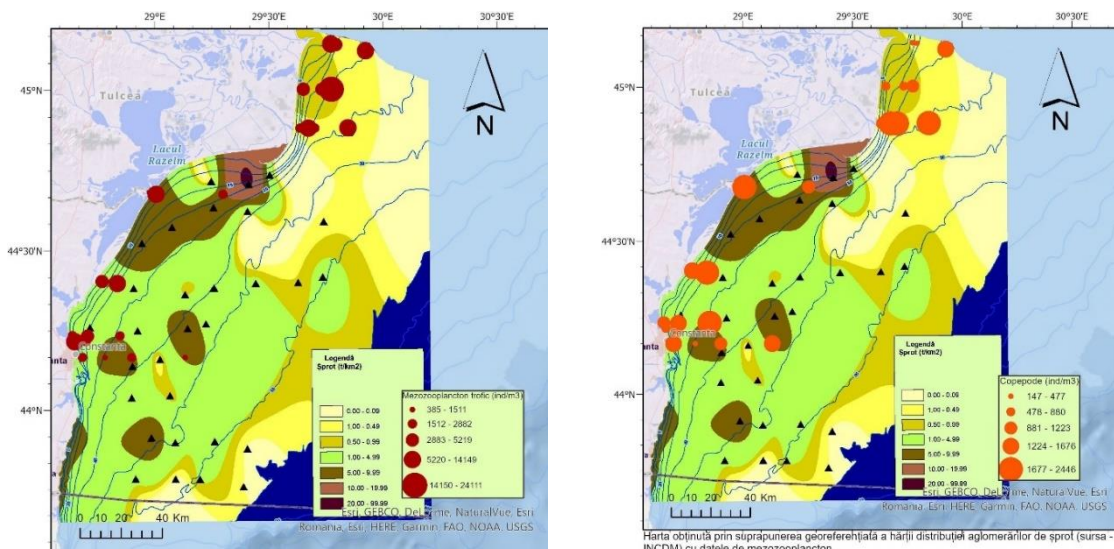 29°E
29°30'E
30°E
45°N
44°30'N
44°N
Tulcea
Lacul
Razelm
Constanta
anta
N
Legendă
Șprot (t/km2)
0.00 - 0.09
1.00 - 0.49
0.50 - 0.99
1.00 - 4.99
5.00 - 9.99
10.00 - 19.99
20.00 - 99.99
Mezozooplancton trofic (ind/m3)
385 - 1511
1512 - 2882
2883 - 5219
5220 - 14149
14150 - 24111
0 10 20 40 Km
Esri, GEBCO, DeLorme, NaturalVue, Esri
Romania, Esri, HERE, Garmin, FAO, NOAA, USGS
29°E
29°30'E
30°E
45°N
44°30'N
44°N
Tulcea
Lacul
Razelm
Constanta
anta
N
Legendă
Șprot (t/km2)
0.00 - 0.09
1.00 - 0.49
0.50 - 0.99
1.00 - 4.99
5.00 - 9.99
10.00 - 19.99
20.00 - 99.99
Copepode (ind/m3)
147 - 477
478 - 880
881 - 1223
1224 - 1676
1677 - 2446
0 10 20 40 Km
Esri, GEBCO, DeLorme, NaturalVue, Esri
Romania, Esri, HERE, Garmin, FAO, NOAA, USGS
Harta obținută prin suprapunerea georeferențiată a hărții distribuției aglomerărilor de șprot (sursa -
INCDM) cu datele de mezozooplancton